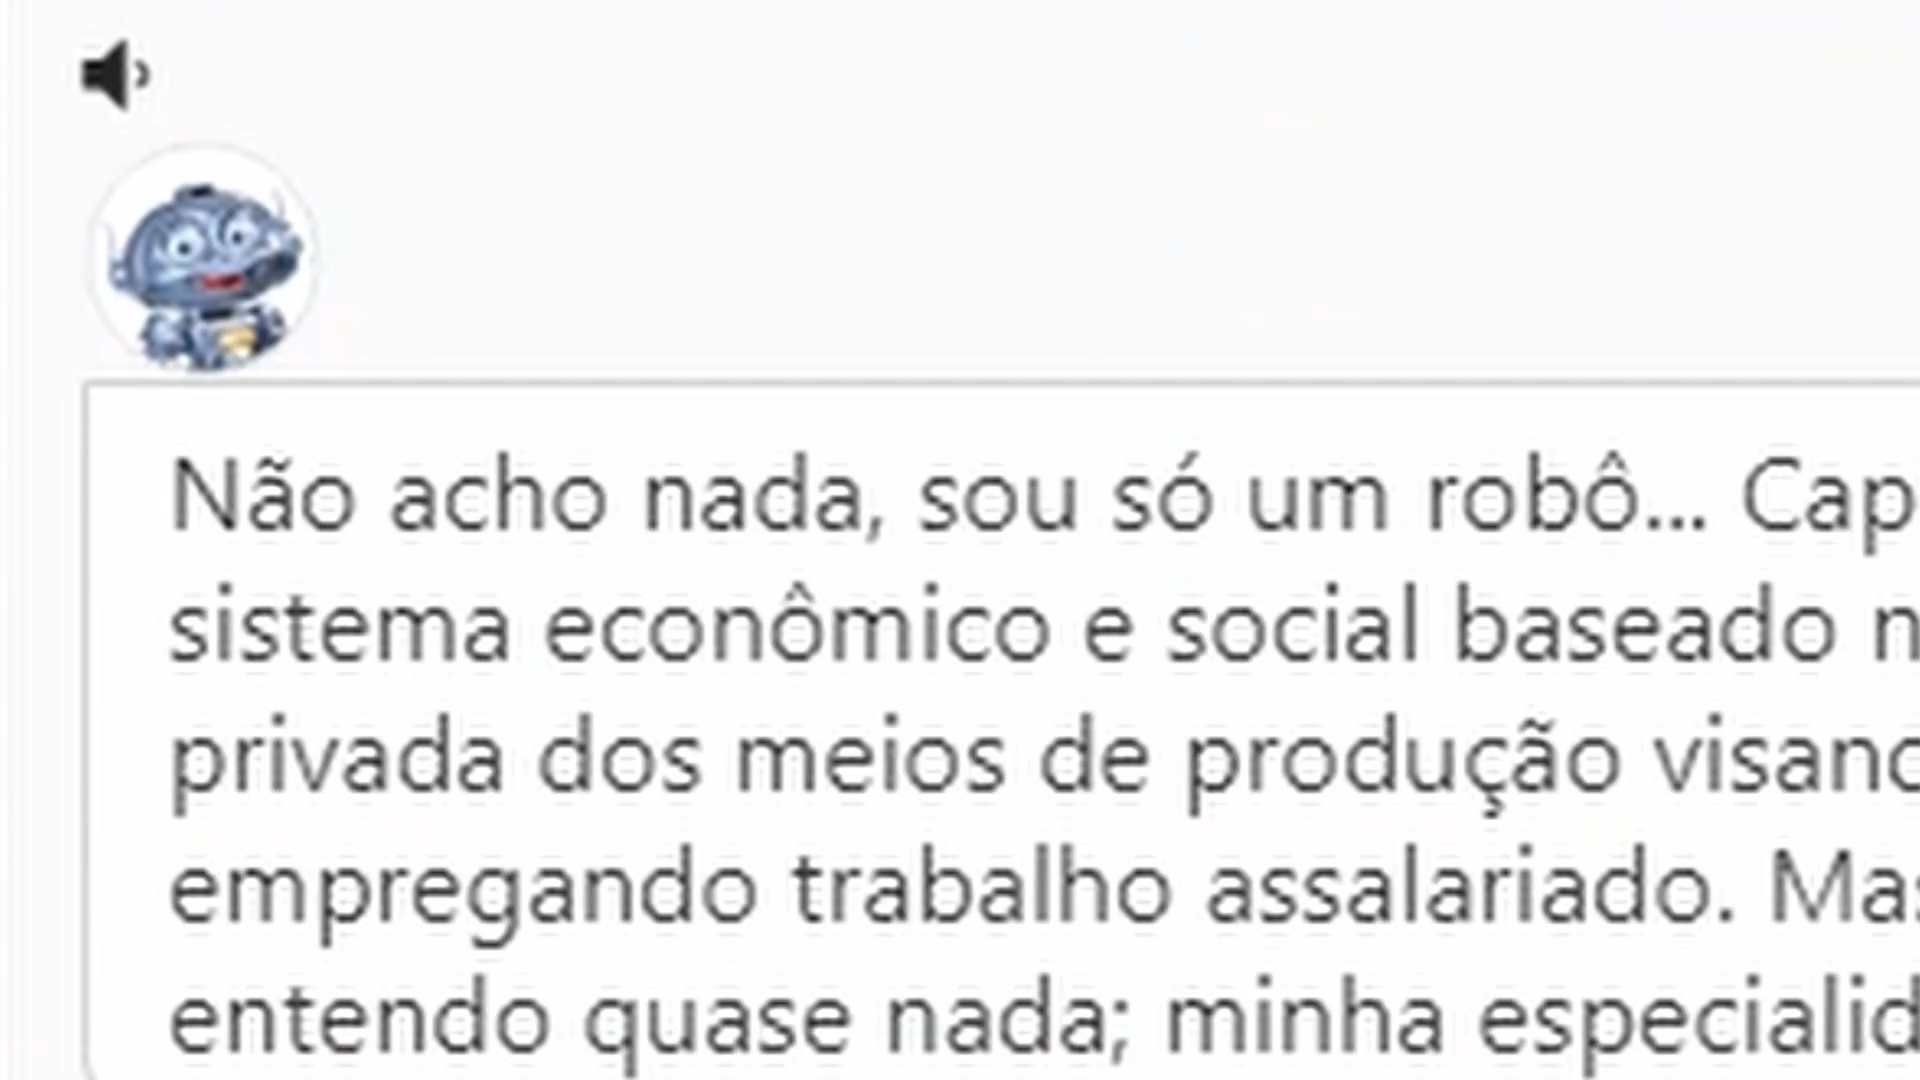 Não acho nada, sou só um robô... Cap
sistema econômico e social baseado n
privada dos meios de produção visand
empregando trabalho assalariado. Mas
entendo quase nada; minha especialid